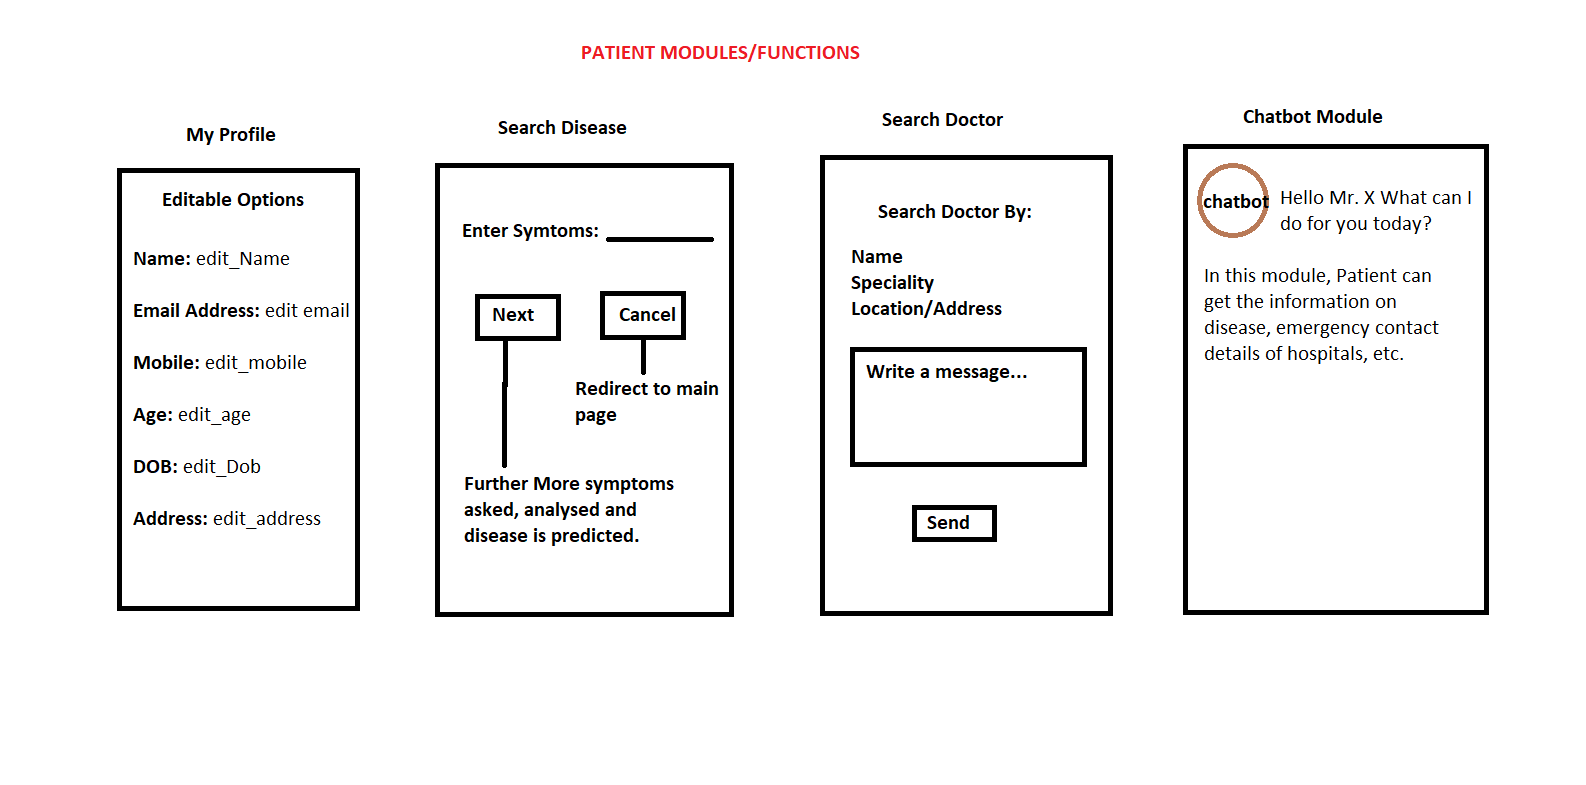 PATIENT MODULES/FUNCTIONS
My Profile
Editable Options
Name: edit_Name
Email Address: edit email
Mobile: edit_mobile
Age: edit_age
DOB: edit_Dob
Address: edit_address
Search Disease
Enter Symtoms:
Next
Cancel
Redirect to main
page
Further More symptoms
asked, analysed and
disease is predicted.
Search Doctor
Search Doctor By:
Name
Speciality
Location/Address
Write a message...
Send
Chatbot Module
chatbot
Hello Mr. X What can I
do for you today?
In this module, Patient can
get the information on
disease, emergency contact
details of hospitals, etc.